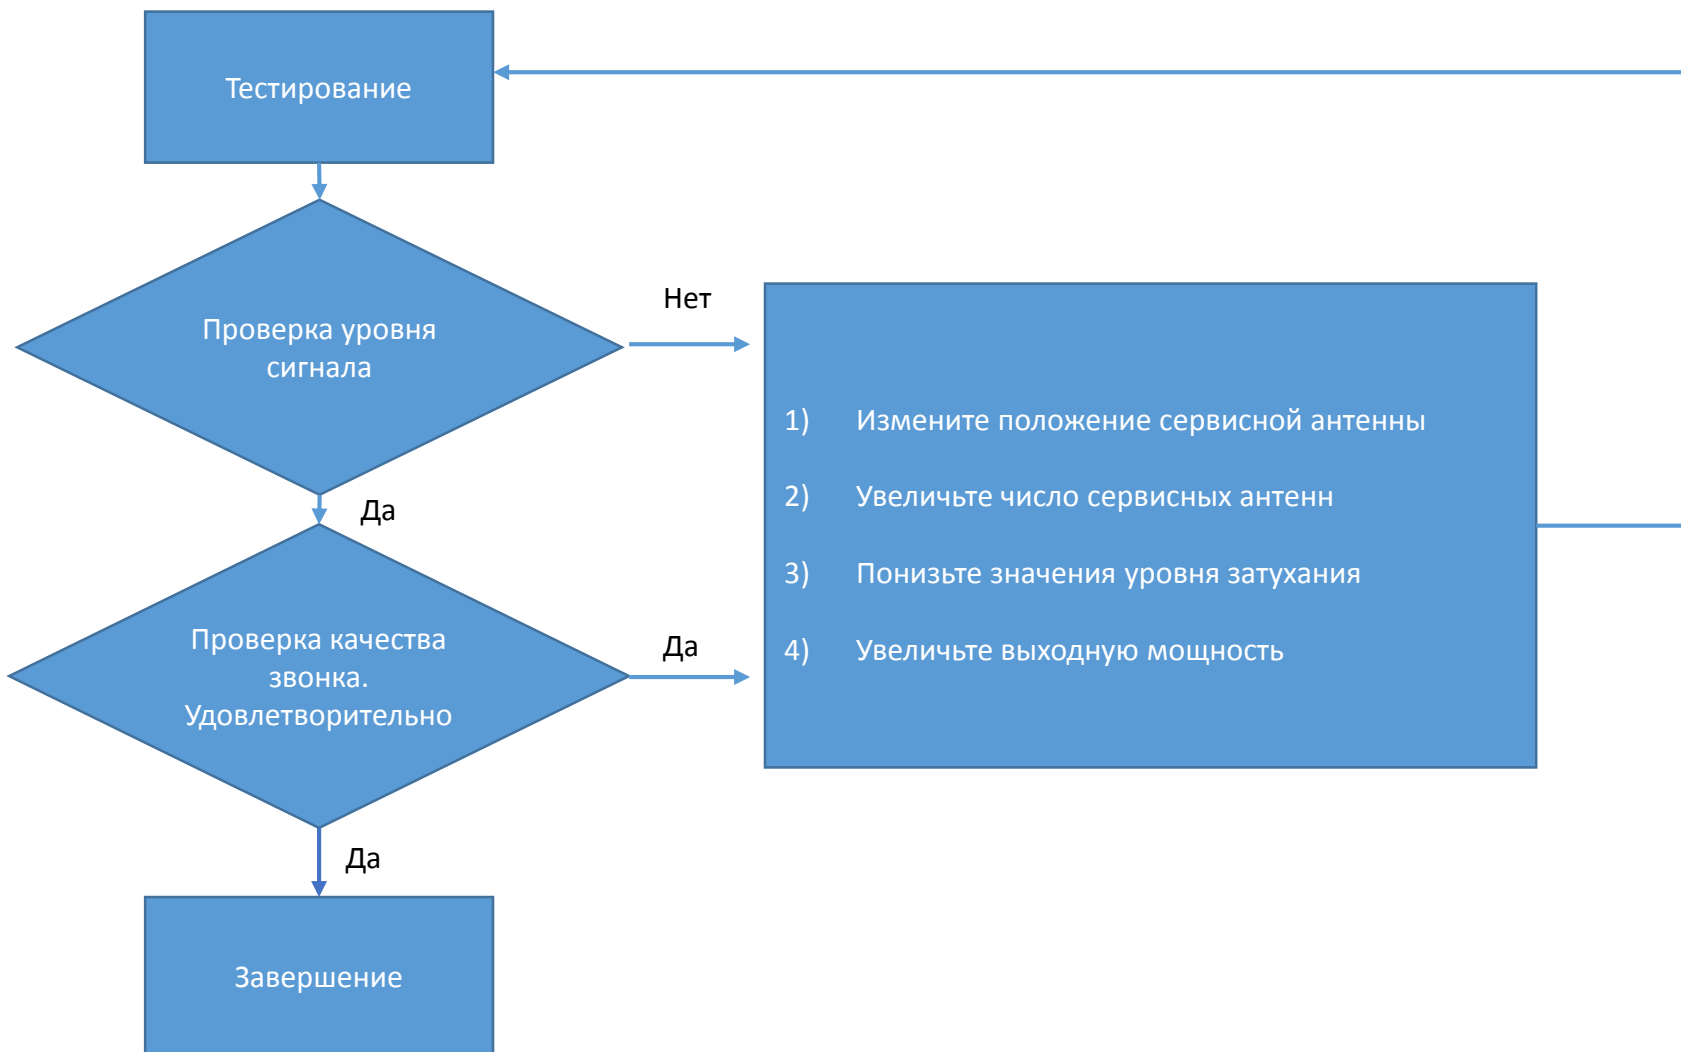 Тестирование
Проверка уровня
сигнала
Нет
Да
1) Измените положение сервисной антенны
2) Увеличьте число сервисных антенн
3) Понизьте значения уровня затухания
4) Увеличьте выходную мощность
Проверка качества
звонка.
Удовлетворительно
Да
Да
Завершение